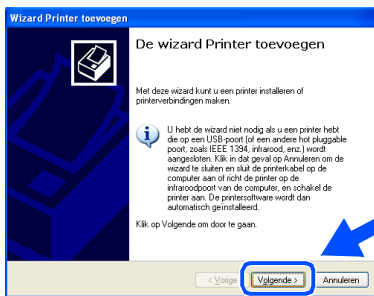 Wizard Printer toevoegen
De wizard Printer toevoegen
Met deze wizard kunt u een printer installeren of
printerverbindingen maken.
U hebt de wizard niet nodig als u een printer hebt
die op een USB-poort (of een andere hot pluggable
poort, zoals IEEE 1394, infrarood, enz.) wordt
aangesloten. Klik in dat geval op Annuleren om de
wizard te sluiten en sluit de printerkabel op de
computer aan of richt de printer op de
infraroodpoort van de computer, en schakel de
printer aan. De printersoftware wordt dan
automatisch geïnstalleerd.
Klik op Volgende om door te gaan.
< Vorige Volgende > Annuleren